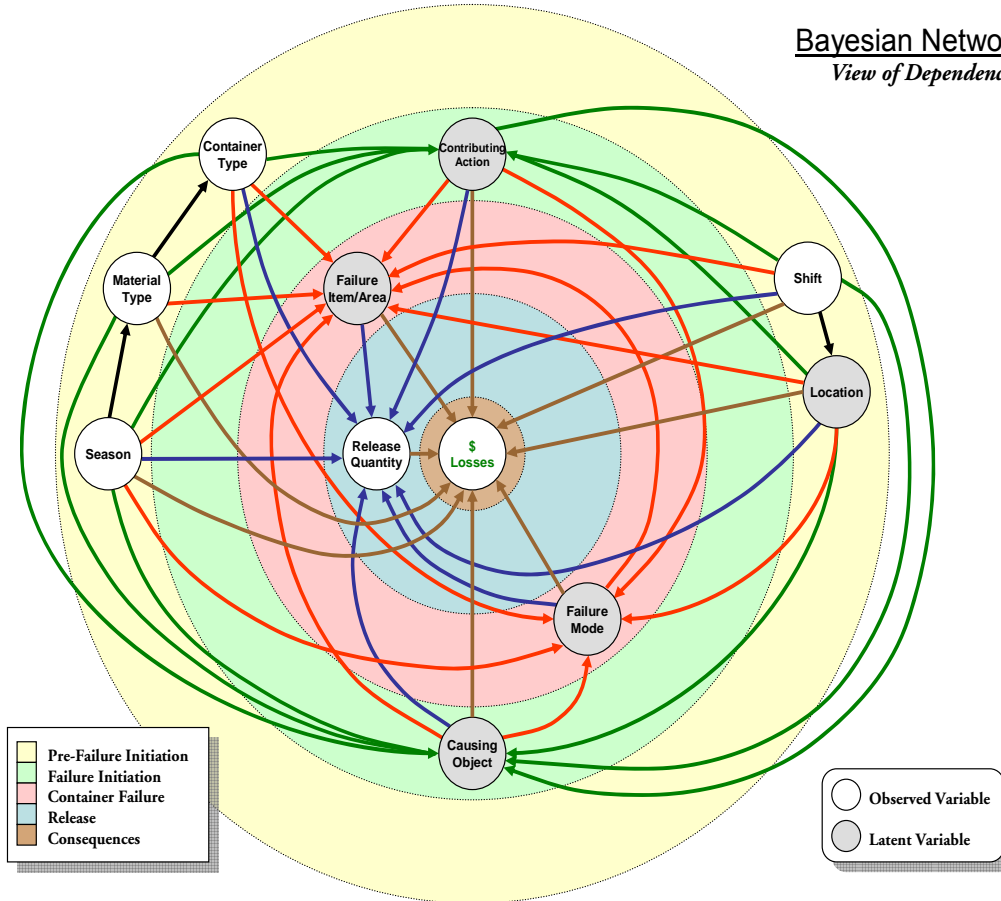 Bayesian Netwo
View of Dependenc
Container
Type
Contributing
Action
Material
Type
Failure
Item/Area
Shift
Location
Season
Release
Quantity
$
Losses
Failure
Mode
Causing
Object
Pre-Failure Initiation
Failure Initiation
Container Failure
Release
Consequences
Observed Variable
Latent Variable